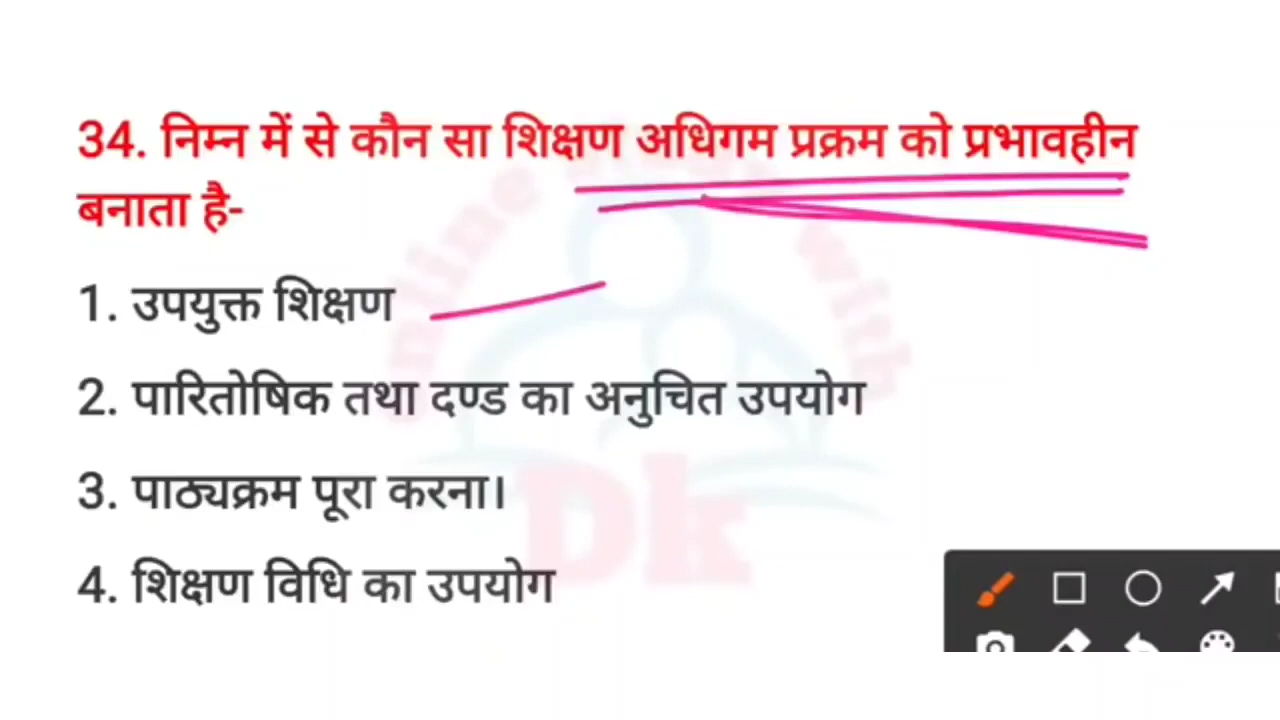 34. निम्न में से कौन सा शिक्षण अधिगम प्रक्रम को प्रभावहीन
बनाता है-
1. उपयुक्त शिक्षण
2. पारितोषिक तथा दण्ड का अनुचित उपयोग
3. पाठ्यक्रम पूरा करना।
4. शिक्षण विधि का उपयोग
Dk